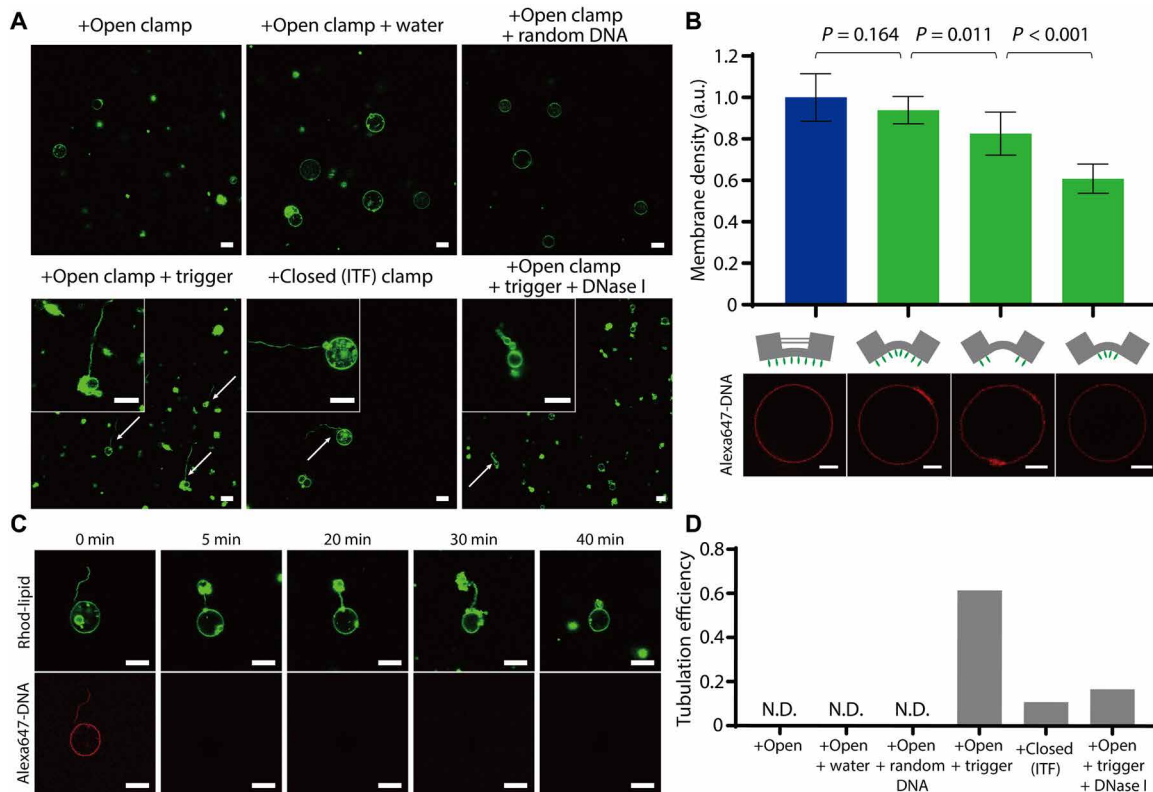 A
+Open clamp
+Open clamp + water
+Open clamp
+ random DNA
+Open clamp + trigger
+Closed (ITF) clamp
+Open clamp
+ trigger + DNase I
B
P = 0.164
P = 0.011
P < 0.001
Membrane density (a.u.)
1.2
1.0
0.8
0.6
0.4
0.2
0
Alexa647-DNA
C
0 min
5 min
20 min
30 min
40 min
Rhod-lipid
Alexa647-DNA
D
Tubulation efficiency
0.8
0.6
0.4
0.2
0
N.D.
N.D.
N.D.
+Open
+Open
+ water
+Open
+ random
DNA
+Open
+ trigger
+Closed
(ITF)
+Open
+ trigger
+ DNase I